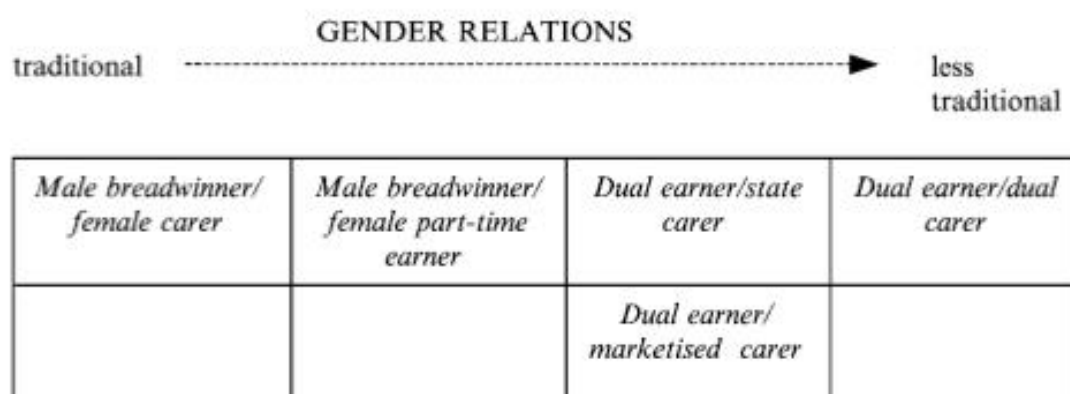 GENDER RELATIONS
traditional
less
traditional
Male breadwinner/
female carer
Male breadwinner/
female part-time
earner
Dual earner/state
carer
Dual earner/dual
carer
Dual earner/
marketised carer